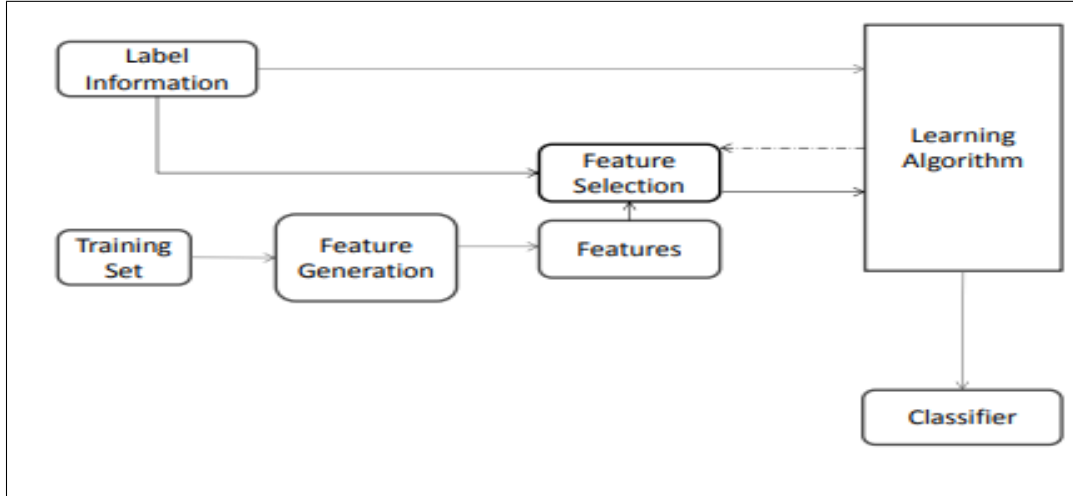 Label
Information
Learning
Algorithm
Feature
Selection
Training
Set
Feature
Generation
Features
Classifier